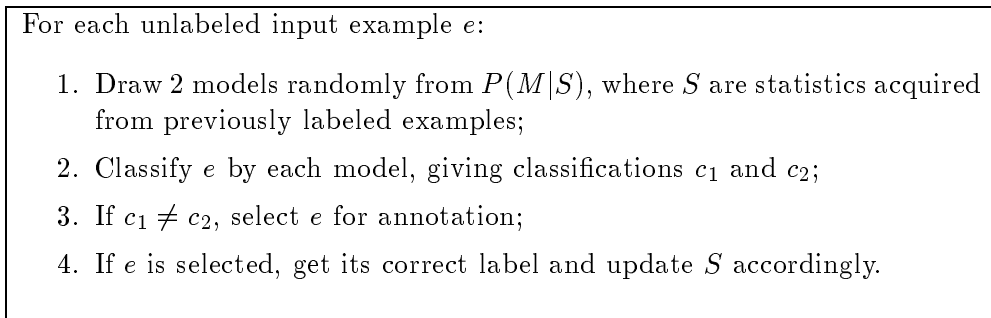 For each unlabeled input example e:
1. Draw 2 models randomly from P(M|S), where S are statistics acquired
from previously labeled examples;
2. Classify e by each model, giving classifications c₁ and c₂;
3. If c₁ ≠ c₂, select e for annotation;
4. If e is selected, get its correct label and update S accordingly.